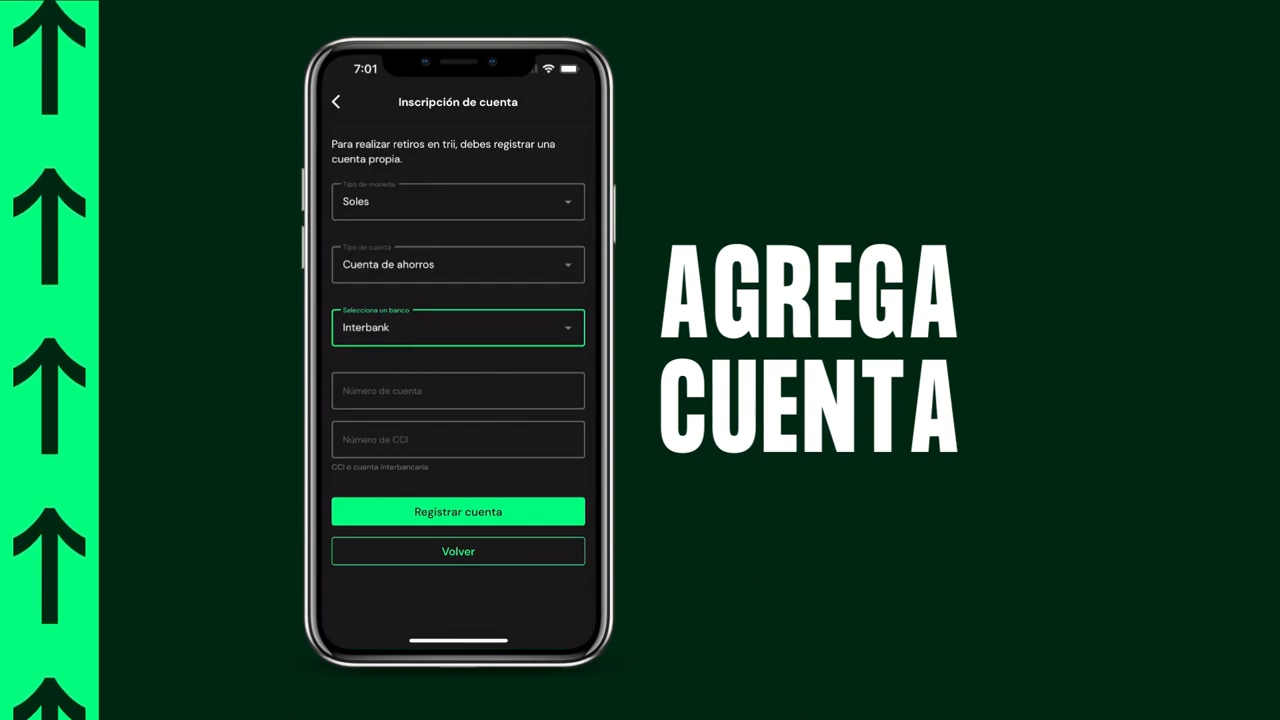 7:01
Inscripción de cuenta
Para realizar retiros en trii, debes registrar una
cuenta propia.
Tipo de moneda
Soles
Tipo de cuenta
Cuenta de ahorros
Selecciona un banco
Interbank
Número de cuenta
Número de CCI
CCI o cuenta interbancaria
Registrar cuenta
Volver
AGREGA
CUENTA